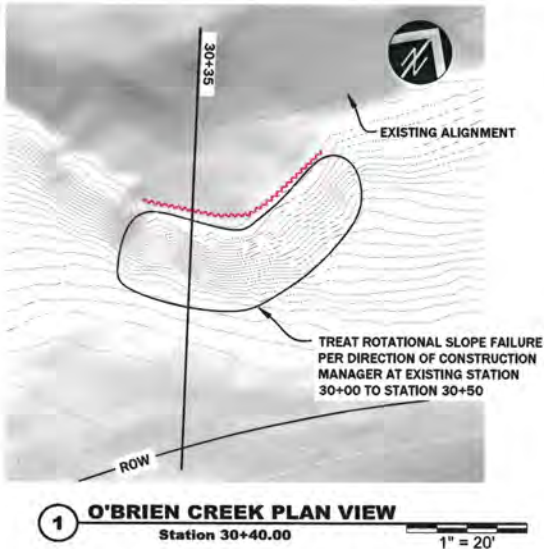 30+35
EXISTING ALIGNMENT
TREAT ROTATIONAL SLOPE FAILURE
PER DIRECTION OF CONSTRUCTION
MANAGER AT EXISTING STATION
30+00 TO STATION 30+50
ROW
1 O'BRIEN CREEK PLAN VIEW
Station 30+40.00
1" = 20'